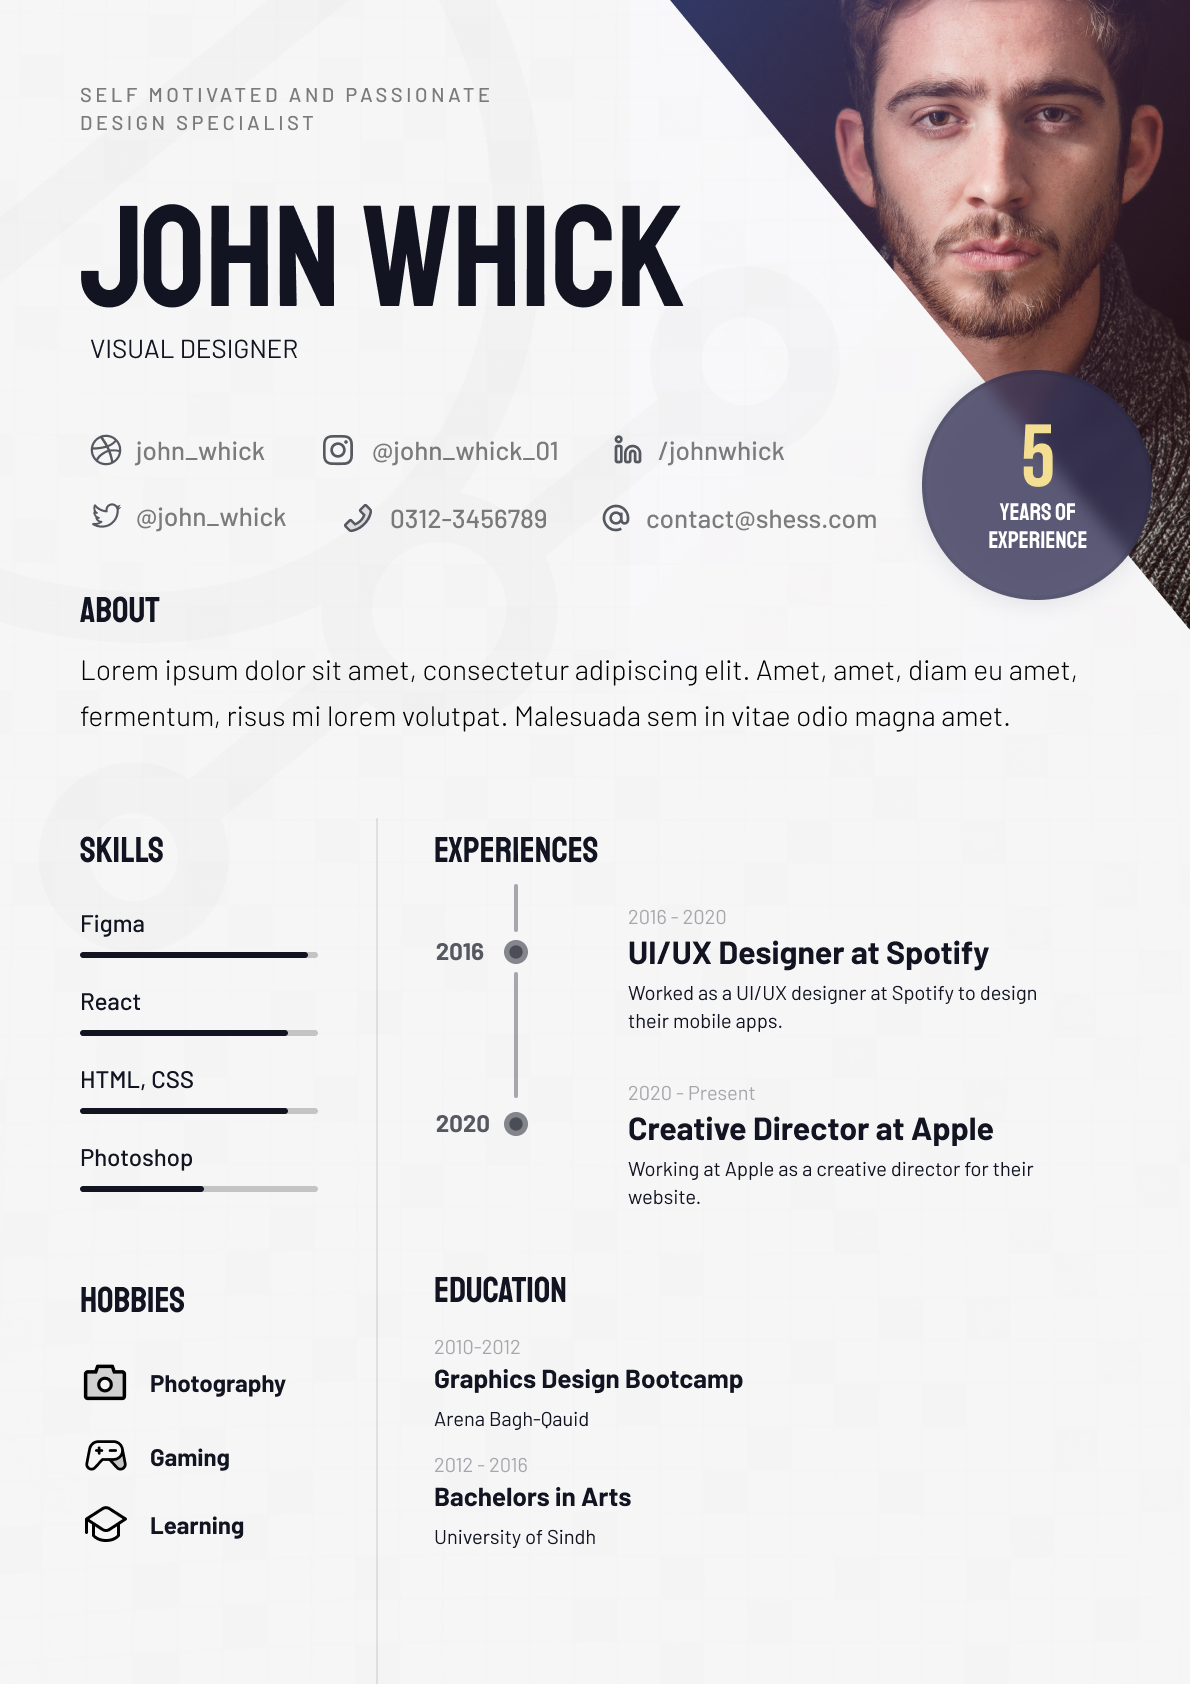 SELF MOTIVATED AND PASSIONATE
DESIGN SPECIALIST
JOHN WHICK
VISUAL DESIGNER
john_whick
@john_whick_01
/johnwhick
@john_whick
0312-3456789
contact@shess.com
5
YEARS OF
EXPERIENCE
ABOUT
Lorem ipsum dolor sit amet, consectetur adipiscing elit. Amet, amet, diam eu amet,
fermentum, risus mi lorem volutpat. Malesuada sem in vitae odio magna amet.
SKILLS
Figma
React
HTML, CSS
Photoshop
HOBBIES
Photography
Gaming
Learning
EXPERIENCES
2016
2016 - 2020
UI/UX Designer at Spotify
Worked as a UI/UX designer at Spotify to design
their mobile apps.
2020
2020 - Present
Creative Director at Apple
Working at Apple as a creative director for their
website.
EDUCATION
2010-2012
Graphics Design Bootcamp
Arena Bagh-Qauid
2012 - 2016
Bachelors in Arts
University of Sindh